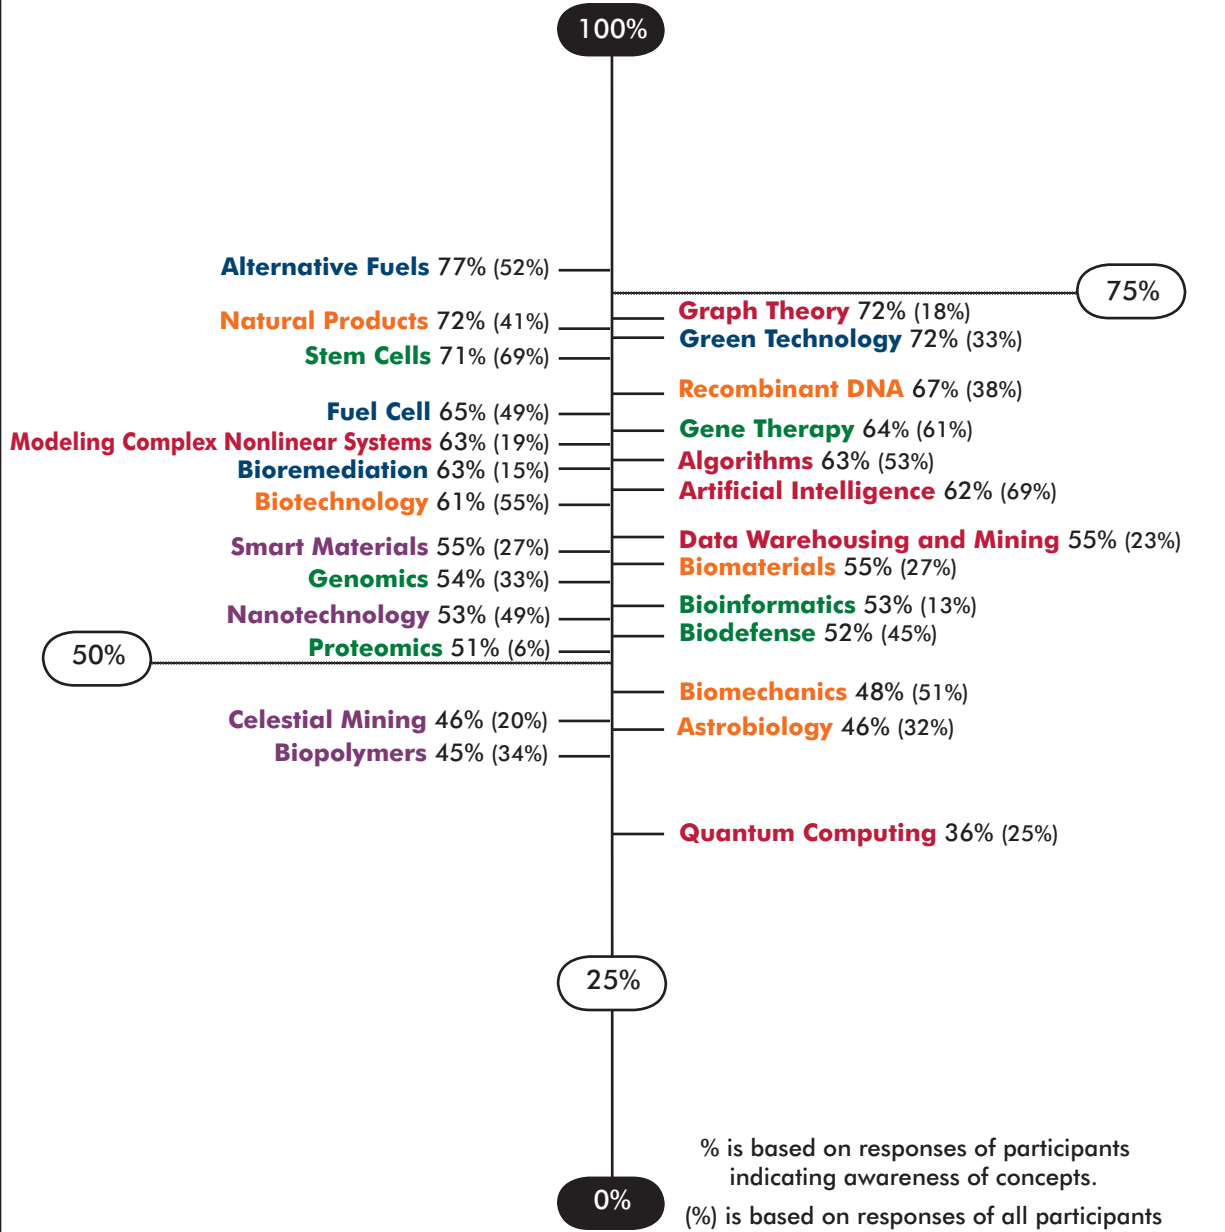 100%
Alternative Fuels 77% (52%)
75%
Graph Theory 72% (18%)
Natural Products 72% (41%)
Green Technology 72% (33%)
Stem Cells 71% (69%)
Recombinant DNA 67% (38%)
Fuel Cell 65% (49%)
Gene Therapy 64% (61%)
Modeling Complex Nonlinear Systems 63% (19%)
Algorithms 63% (53%)
Bioremediation 63% (15%)
Artificial Intelligence 62% (69%)
Biotechnology 61% (55%)
Data Warehousing and Mining 55% (23%)
Smart Materials 55% (27%)
Biomaterials 55% (27%)
Genomics 54% (33%)
Bioinformatics 53% (13%)
Nanotechnology 53% (49%)
Biodefense 52% (45%)
Proteomics 51% (6%)
50%
Biomechanics 48% (51%)
Celestial Mining 46% (20%)
Astrobiology 46% (32%)
Biopolymers 45% (34%)
Quantum Computing 36% (25%)
25%
% is based on responses of participants
indicating awareness of concepts.
0%
(%) is based on responses of all participants